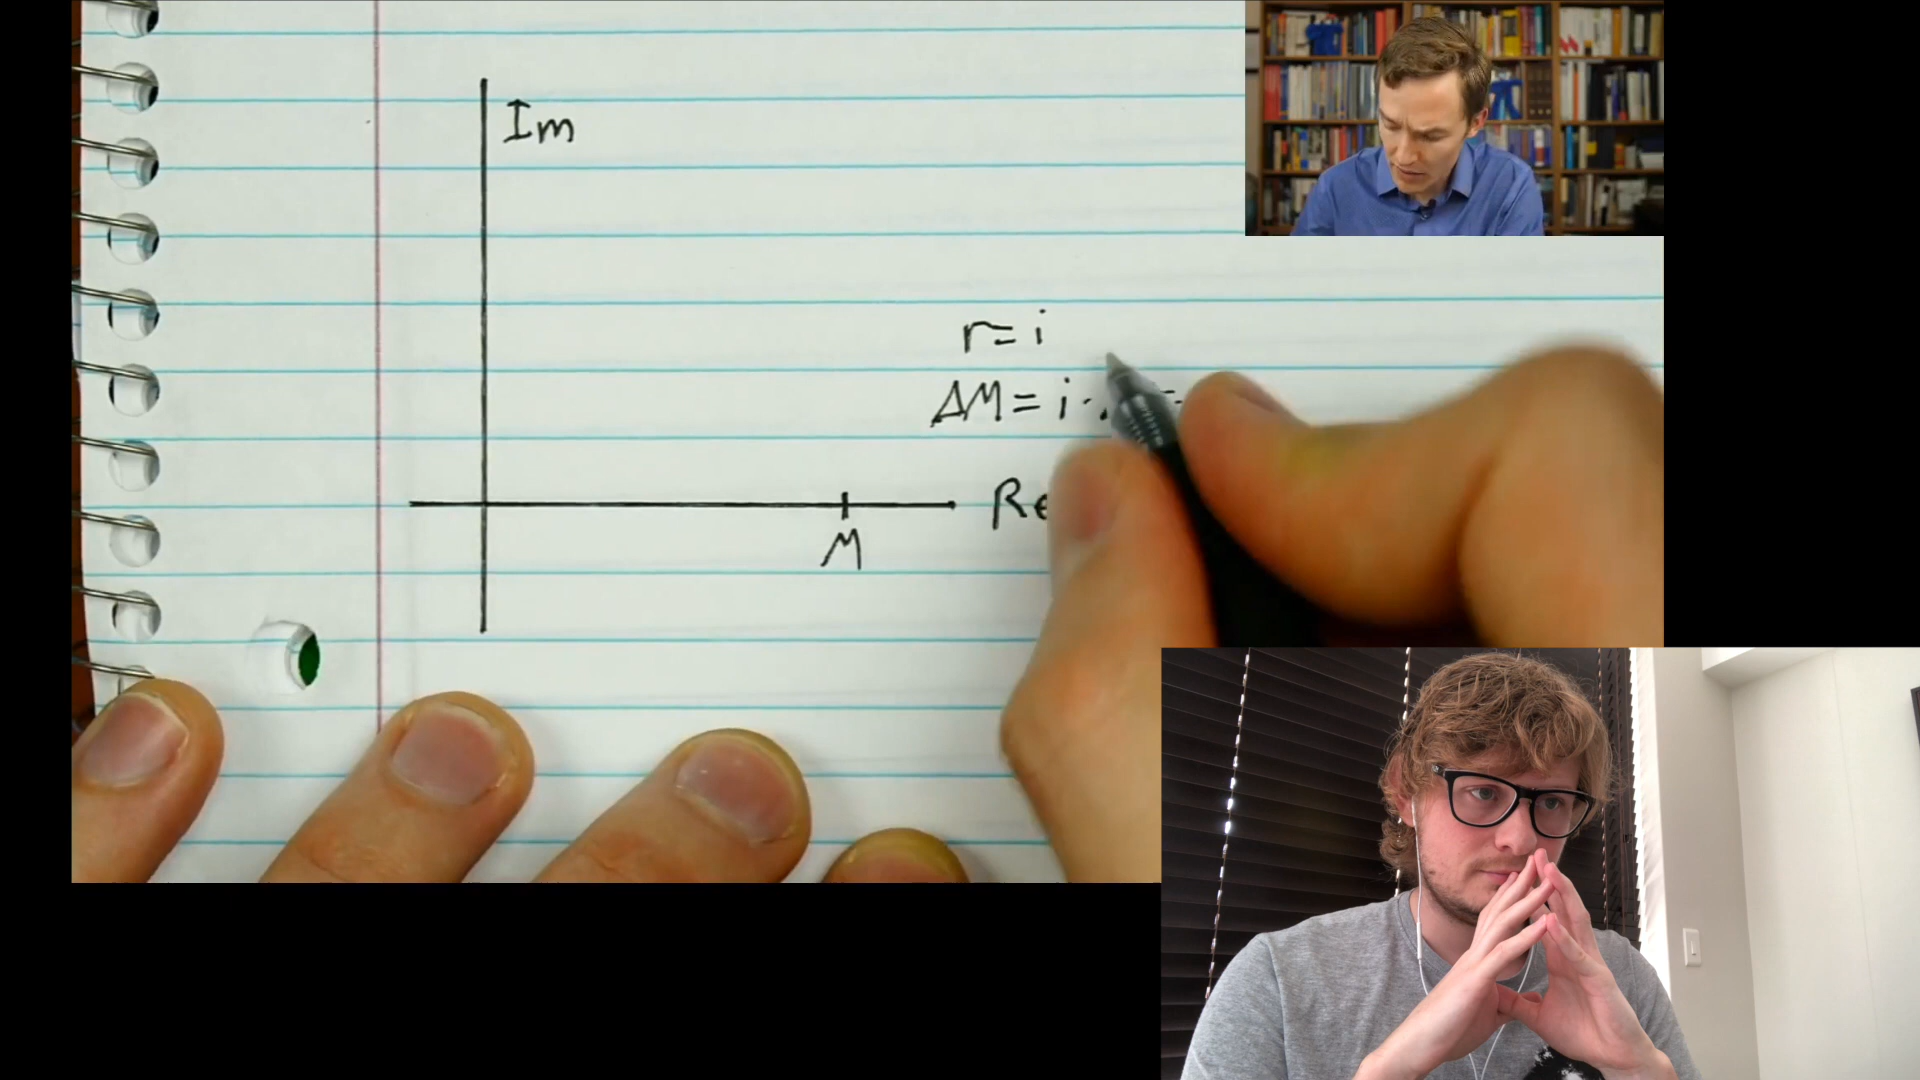 Im
r = i
ΔM = i ·
Re
M